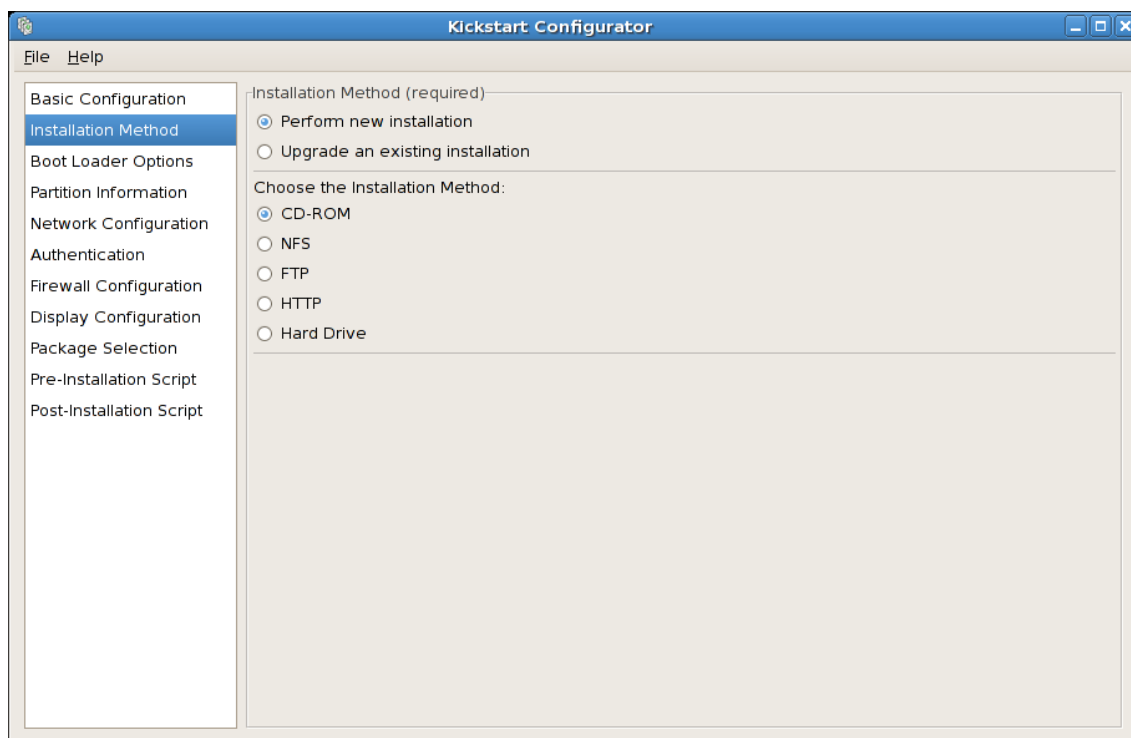 Kickstart Configurator
File Help
Basic Configuration
Installation Method
Boot Loader Options
Partition Information
Network Configuration
Authentication
Firewall Configuration
Display Configuration
Package Selection
Pre-Installation Script
Post-Installation Script
Installation Method (required)
Perform new installation
Upgrade an existing installation
Choose the Installation Method:
CD-ROM
NFS
FTP
HTTP
Hard Drive